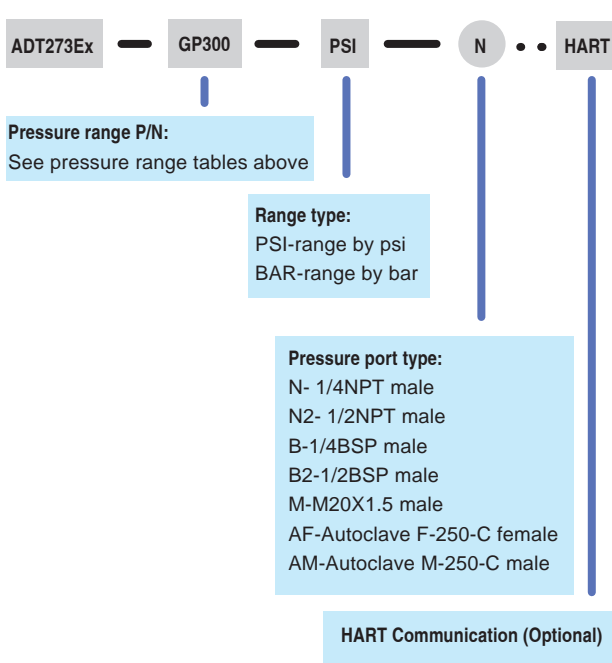 ADT273Ex GP300 PSI N HART
Pressure range P/N:
See pressure range tables above
Range type:
PSI-range by psi
BAR-range by bar
Pressure port type:
N- 1/4NPT male
N2- 1/2NPT male
B-1/4BSP male
B2-1/2BSP male
M-M20X1.5 male
AF-Autoclave F-250-C female
AM-Autoclave M-250-C male
HART Communication (Optional)